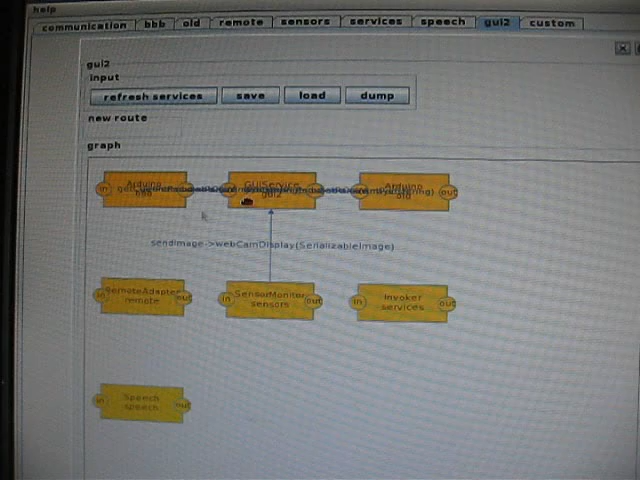 help
communication bbb old remote sensors services speech gui2 custom
gui2
input
refresh services save load dump
new route
graph
in Arduino bbb
GUIService gui2
Arduino old out
sendImage->webCamDisplay(SerializableImage)
in RemoteAdapter remote out
in SensorMonitor sensors out
in Invoker services out
in Speech speech out